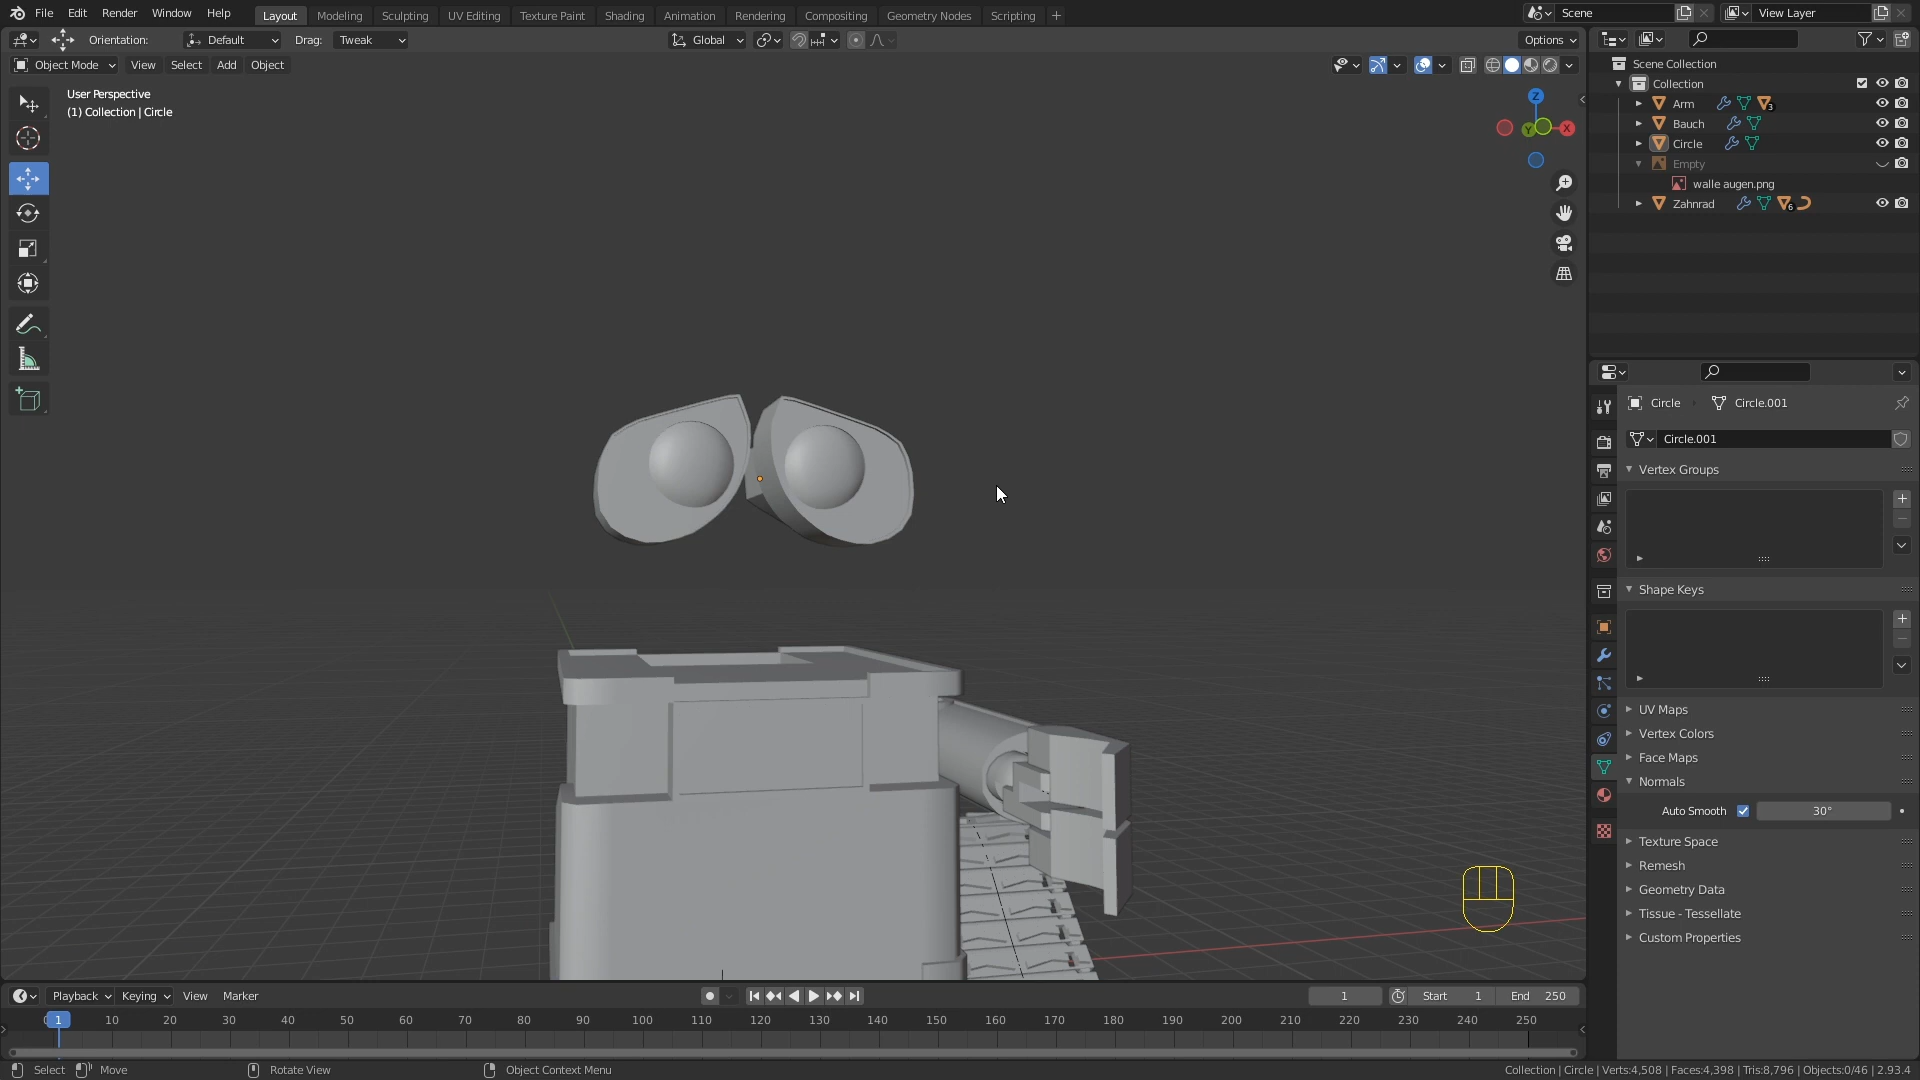 File Edit Render Window Help Layout Modeling Sculpting UV Editing Texture Paint Shading Animation Rendering Compositing Geometry Nodes Scripting + Scene View Layer
Orientation: Default Drag: Tweak Global Options
Object Mode View Select Add Object
User Perspective
(1) Collection | Circle
Z
Y X
Scene Collection
Collection
Arm 3
Bauch
Circle
Empty
walle augen.png
Zahnrad 6
Circle Circle.001
Circle.001
Vertex Groups
Shape Keys
UV Maps
Vertex Colors
Face Maps
Normals
Auto Smooth 30°
Texture Space
Remesh
Geometry Data
Tissue - Tessellate
Custom Properties
Playback Keying View Marker 1 Start 1 End 250
1 10 20 30 40 50 60 70 80 90 100 110 120 130 140 150 160 170 180 190 200 210 220 230 240 250
Select Move Rotate View Object Context Menu Collection | Circle | Verts:4,508 | Faces:4,398 | Tris:8,796 | Objects:0/46 | 2.93.4